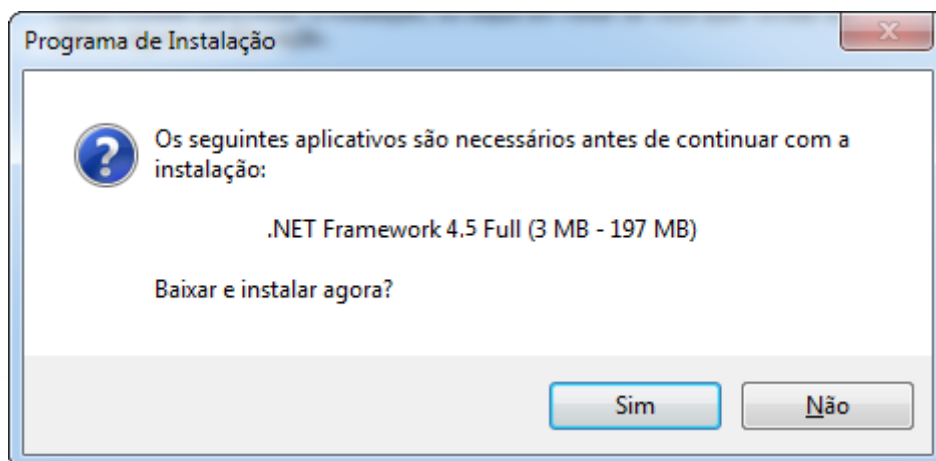 Programa de Instalação
Os seguintes aplicativos são necessários antes de continuar com a
instalação:
.NET Framework 4.5 Full (3 MB - 197 MB)
Baixar e instalar agora?
Sim
Não